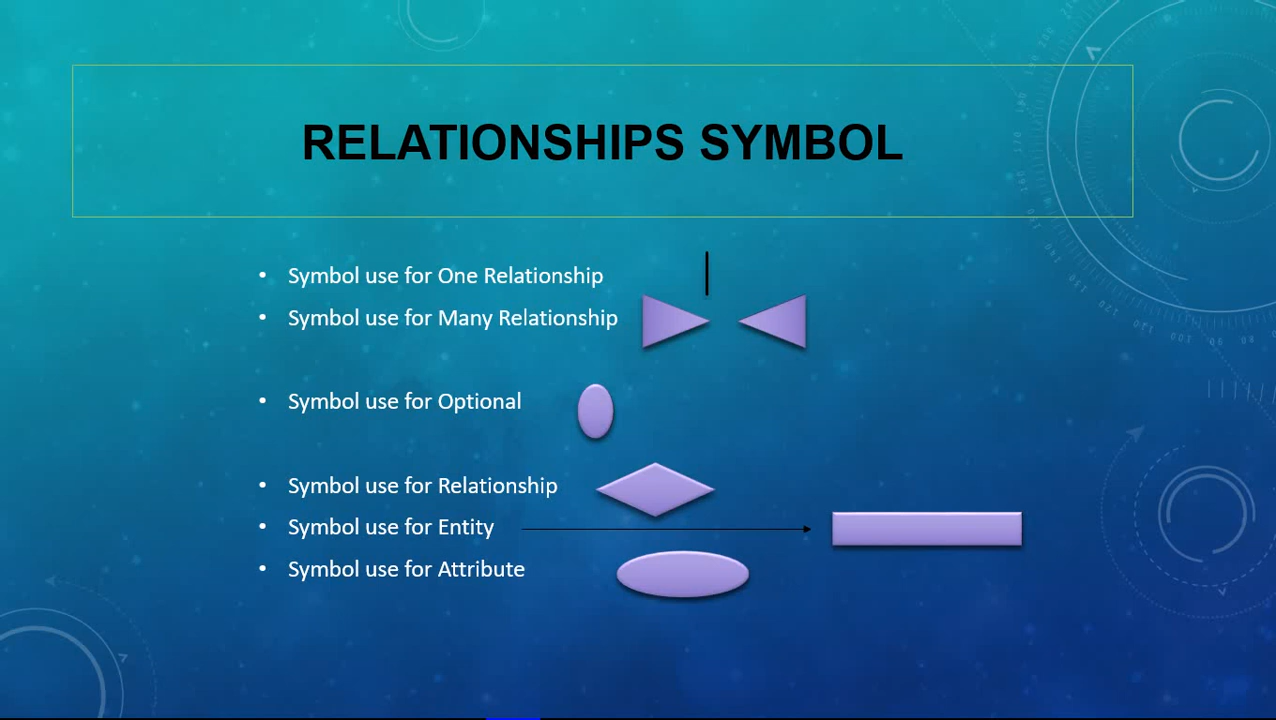 RELATIONSHIPS SYMBOL
• Symbol use for One Relationship
• Symbol use for Many Relationship
• Symbol use for Optional
• Symbol use for Relationship
• Symbol use for Entity
• Symbol use for Attribute